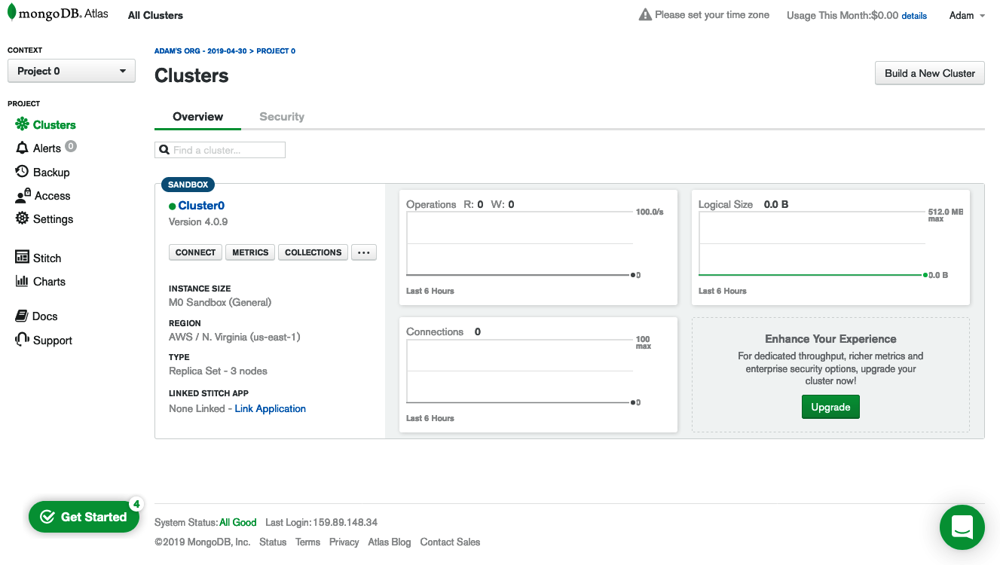 mongoDB. Atlas All Clusters Please set your time zone Usage This Month:$0.00 details Adam
CONTEXT
Project 0
PROJECT
Clusters
Alerts 0
Backup
Access
Settings
Stitch
Charts
Docs
Support
ADAM'S ORG - 2019-04-30 > PROJECT 0
Clusters
Build a New Cluster
Overview Security
Find a cluster...
SANDBOX
Cluster0
Version 4.0.9
CONNECT METRICS COLLECTIONS ...
INSTANCE SIZE
M0 Sandbox (General)
REGION
AWS / N. Virginia (us-east-1)
TYPE
Replica Set - 3 nodes
LINKED STITCH APP
None Linked - Link Application
Operations R: 0 W: 0
100.0/s
0
Last 6 Hours
Logical Size 0.0 B
512.0 MB
max
0.0 B
Last 6 Hours
Connections 0
100
max
0
Last 6 Hours
Enhance Your Experience
For dedicated throughput, richer metrics and
enterprise security options, upgrade your
cluster now!
Upgrade
Get Started 4
System Status: All Good Last Login: 159.89.148.34
©2019 MongoDB, Inc. Status Terms Privacy Atlas Blog Contact Sales